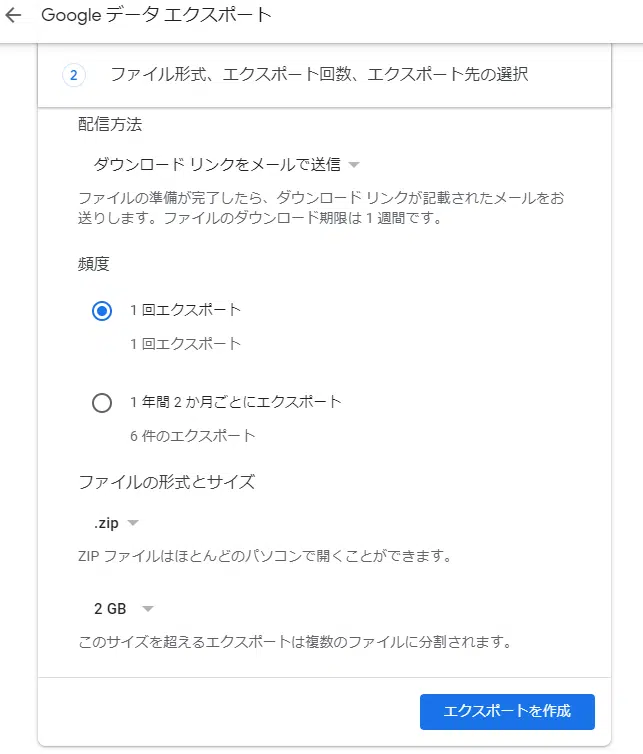 Google データ エクスポート
2 ファイル形式、エクスポート回数、エクスポート先の選択
配信方法
ダウンロード リンクをメールで送信
ファイルの準備が完了したら、ダウンロード リンクが記載されたメールをお
送りします。ファイルのダウンロード期限は 1 週間です。
頻度
1 回エクスポート
1 回エクスポート
1 年間 2 か月ごとにエクスポート
6 件のエクスポート
ファイルの形式とサイズ
.zip
ZIP ファイルはほとんどのパソコンで開くことができます。
2 GB
このサイズを超えるエクスポートは複数のファイルに分割されます。
エクスポートを作成